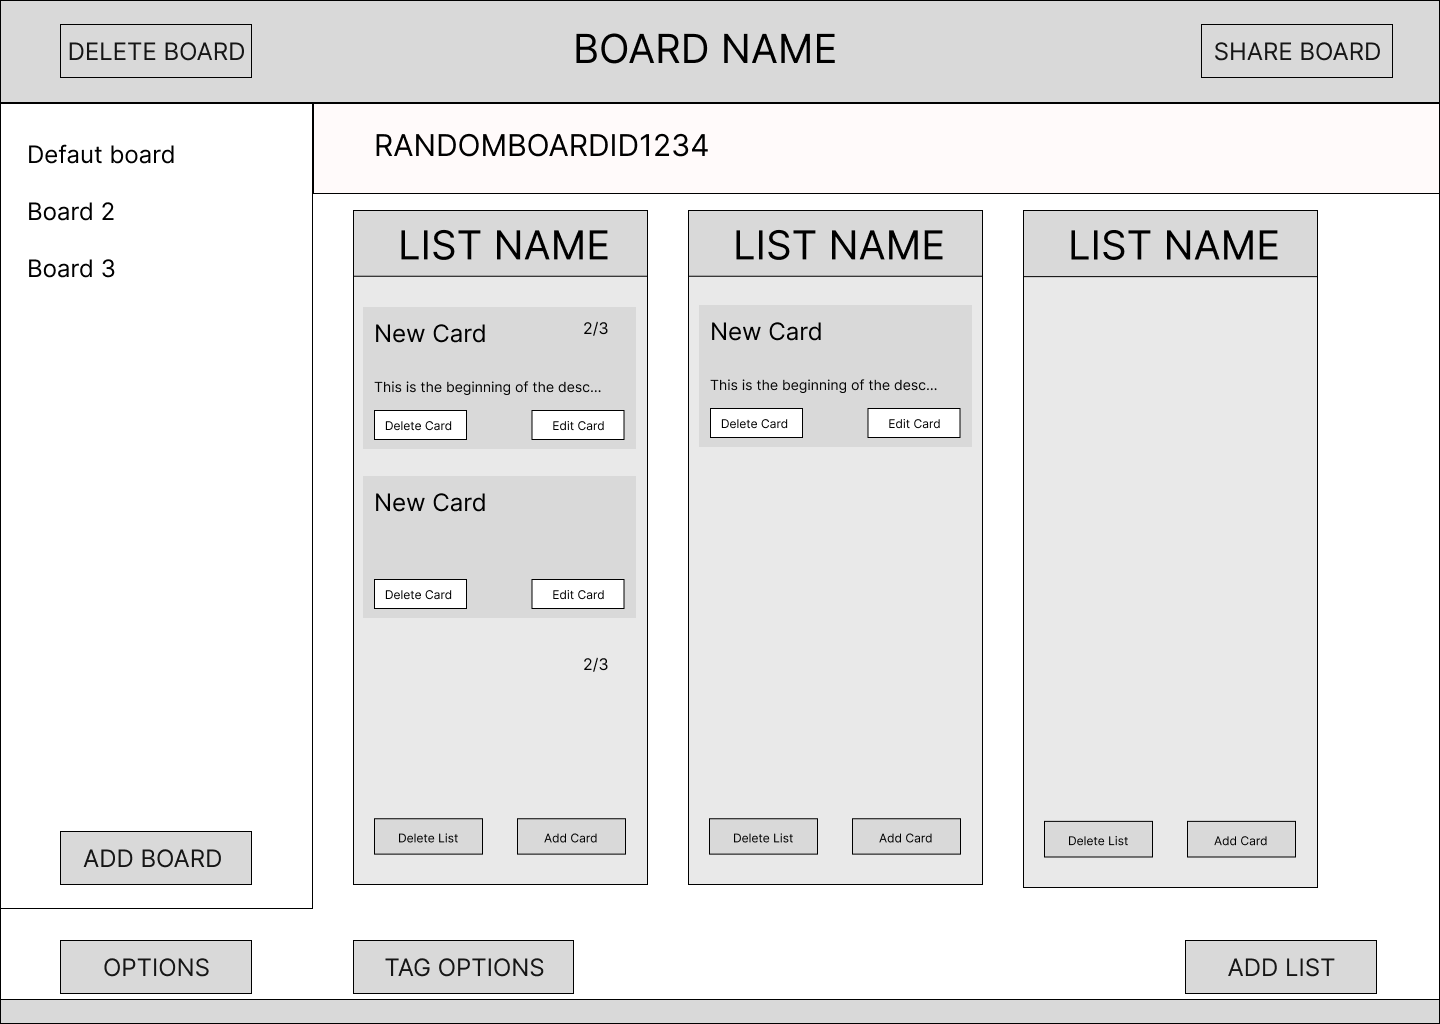 DELETE BOARD
BOARD NAME
SHARE BOARD
Defaut board
Board 2
Board 3
ADD BOARD
RANDOMBOARDID1234
LIST NAME
New Card
2/3
This is the beginning of the desc...
Delete Card
Edit Card
New Card
Delete Card
Edit Card
2/3
Delete List
Add Card
LIST NAME
New Card
This is the beginning of the desc...
Delete Card
Edit Card
Delete List
Add Card
LIST NAME
Delete List
Add Card
OPTIONS
TAG OPTIONS
ADD LIST